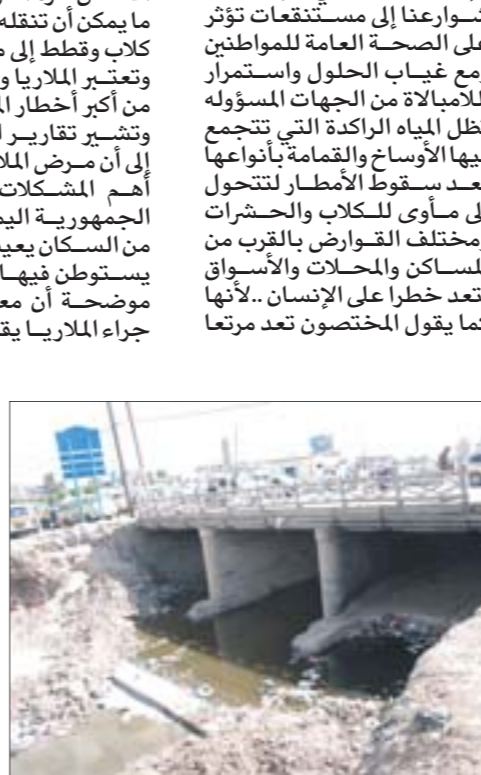 شوارعنا إلى مستنقعات تؤثر
على الصحة العامة للمواطنين
ومع غياب الحلول واستمرار
اللامبالاة من الجهات المسؤوله
تظل المياه الراكدة التي تتجمع
فيها الأوساخ والقمامة بأنواعها
بعد سقوط الأمطار لتتحول
إلى مأوى للكلاب والحشرات
ومختلف القوارض بالقرب من
المساكن والمحلات والأسواق
وتعد خطرا على الإنسان ..لأنها
كما يقول المختصون تعد مرتعا
ما يمكن أن تنقله
كلاب وقطط إلى
وتعتبر الملاريا
من أكبر أخطار
وتشير تقارير
إلى أن مرض
أهم المشكلات
الجمهورية
من السكان
يستوطن فيها
موضحة أن
جراء الملاريا